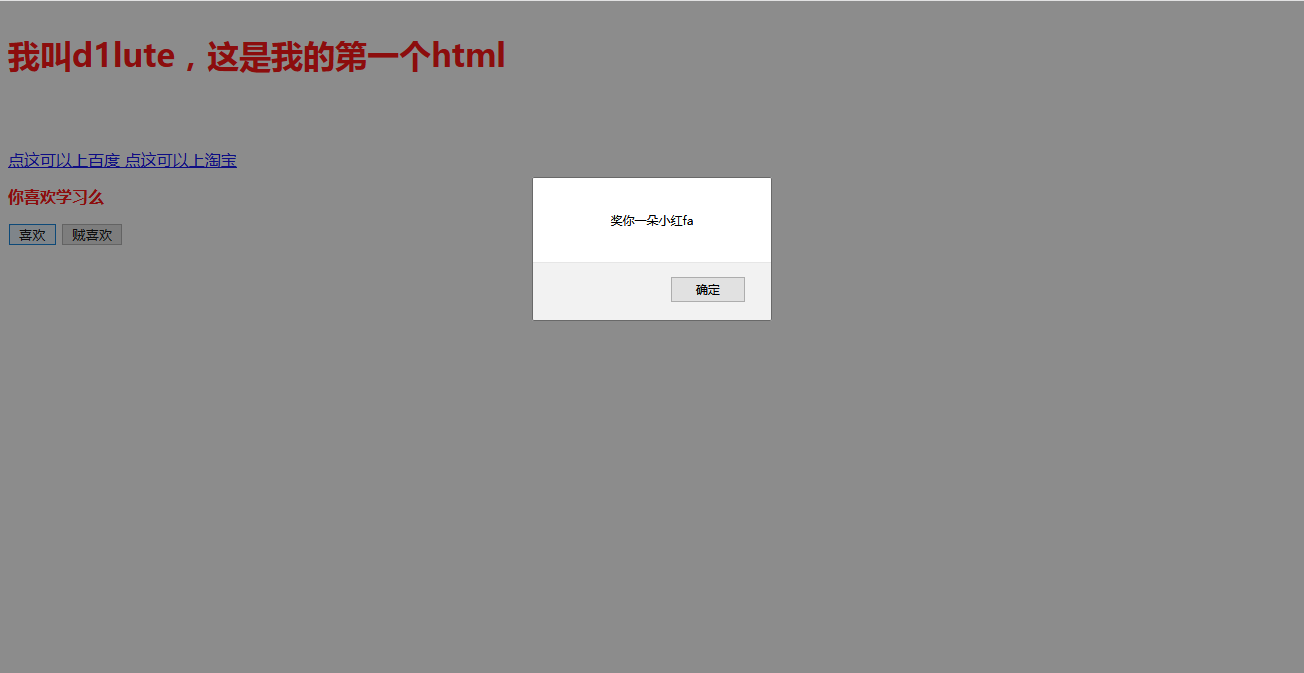 我叫d1lute，这是我的第一个html
点这可以上百度 点这可以上淘宝
你喜欢学习么
喜欢 贼喜欢
奖你一朵小红fa
确定